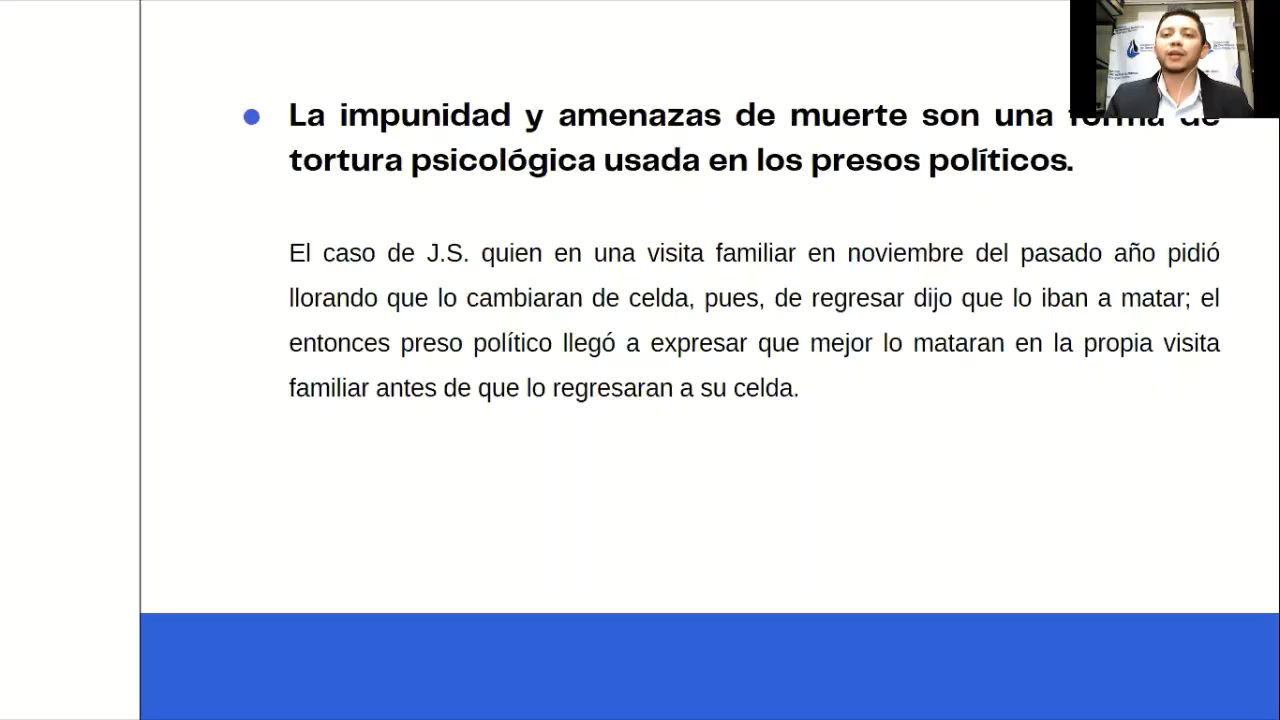 La impunidad y amenazas de muerte son una forma de
tortura psicológica usada en los presos políticos.
El caso de J.S. quien en una visita familiar en noviembre del pasado año pidió
llorando que lo cambiaran de celda, pues, de regresar dijo que lo iban a matar; el
entonces preso político llegó a expresar que mejor lo mataran en la propia visita
familiar antes de que lo regresaran a su celda.